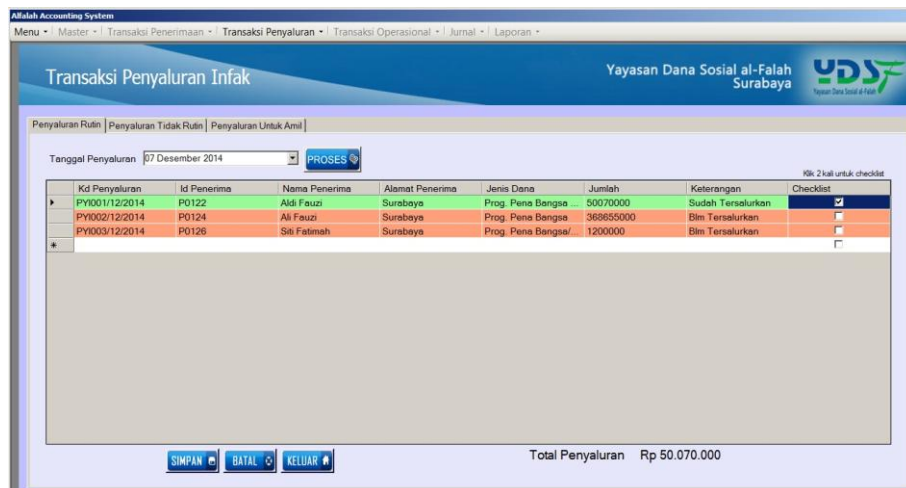 Alfalah Accounting System
Menu Master Transaksi Penerimaan Transaksi Penyaluran Transaksi Operasional Jurnal Laporan
Transaksi Penyaluran Infak
Yayasan Dana Sosial al-Falah
Surabaya
YDSF
Yayasan Dana Sosial al-Falah
Penyaluran Rutin Penyaluran Tidak Rutin Penyaluran Untuk Amil
Tanggal Penyaluran 07 Desember 2014 PROSES
Klik 2 kali untuk checklist
Kd Penyaluran Id Penerima Nama Penerima Alamat Penerima Jenis Dana Jumlah Keterangan Checklist
PYI001/12/2014 P0122 Aldi Fauzi Surabaya Prog. Pena Bangsa ... 50070000 Sudah Tersalurkan
PYI002/12/2014 P0124 Ali Fauzi Surabaya Prog. Pena Bangsa 368655000 Blm Tersalurkan
PYI003/12/2014 P0126 Siti Fatimah Surabaya Prog. Pena Bangsa/... 1200000 Blm Tersalurkan
SIMPAN BATAL KELUAR Total Penyaluran Rp 50.070.000